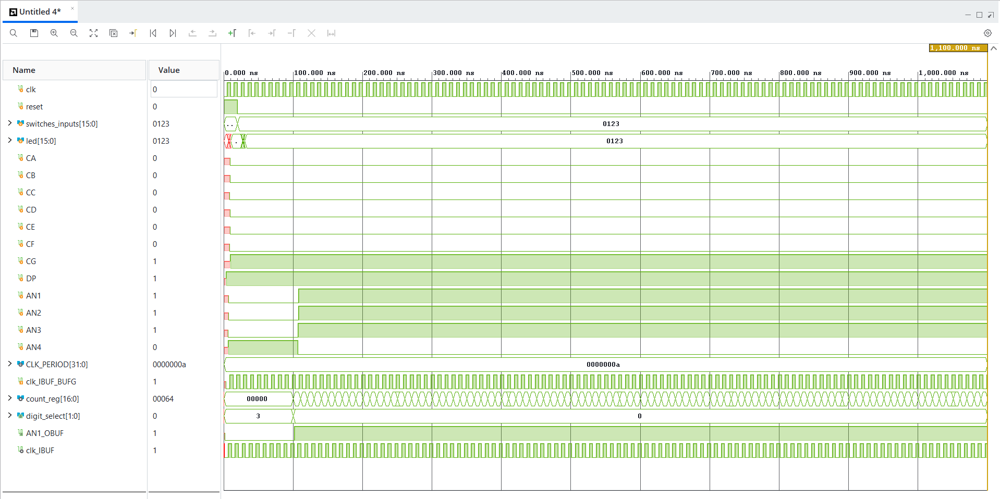 Untitled 4*
1,100.000 ns
Name Value
0.000 ns 100.000 ns 200.000 ns 300.000 ns 400.000 ns 500.000 ns 600.000 ns 700.000 ns 800.000 ns 900.000 ns 1,000.000 ns
clk 0
reset 0
switches_inputs[15:0] 0123 .. 0123
led[15:0] 0123 . 0123
CA 0
CB 0
CC 0
CD 0
CE 0
CF 0
CG 1
DP 1
AN1 1
AN2 1
AN3 1
AN4 0
CLK_PERIOD[31:0] 0000000a 0000000a
clk_IBUF_BUFG 1
count_reg[16:0] 00064 00000
digit_select[1:0] 0 3 0
AN1_OBUF 1
clk_IBUF 1